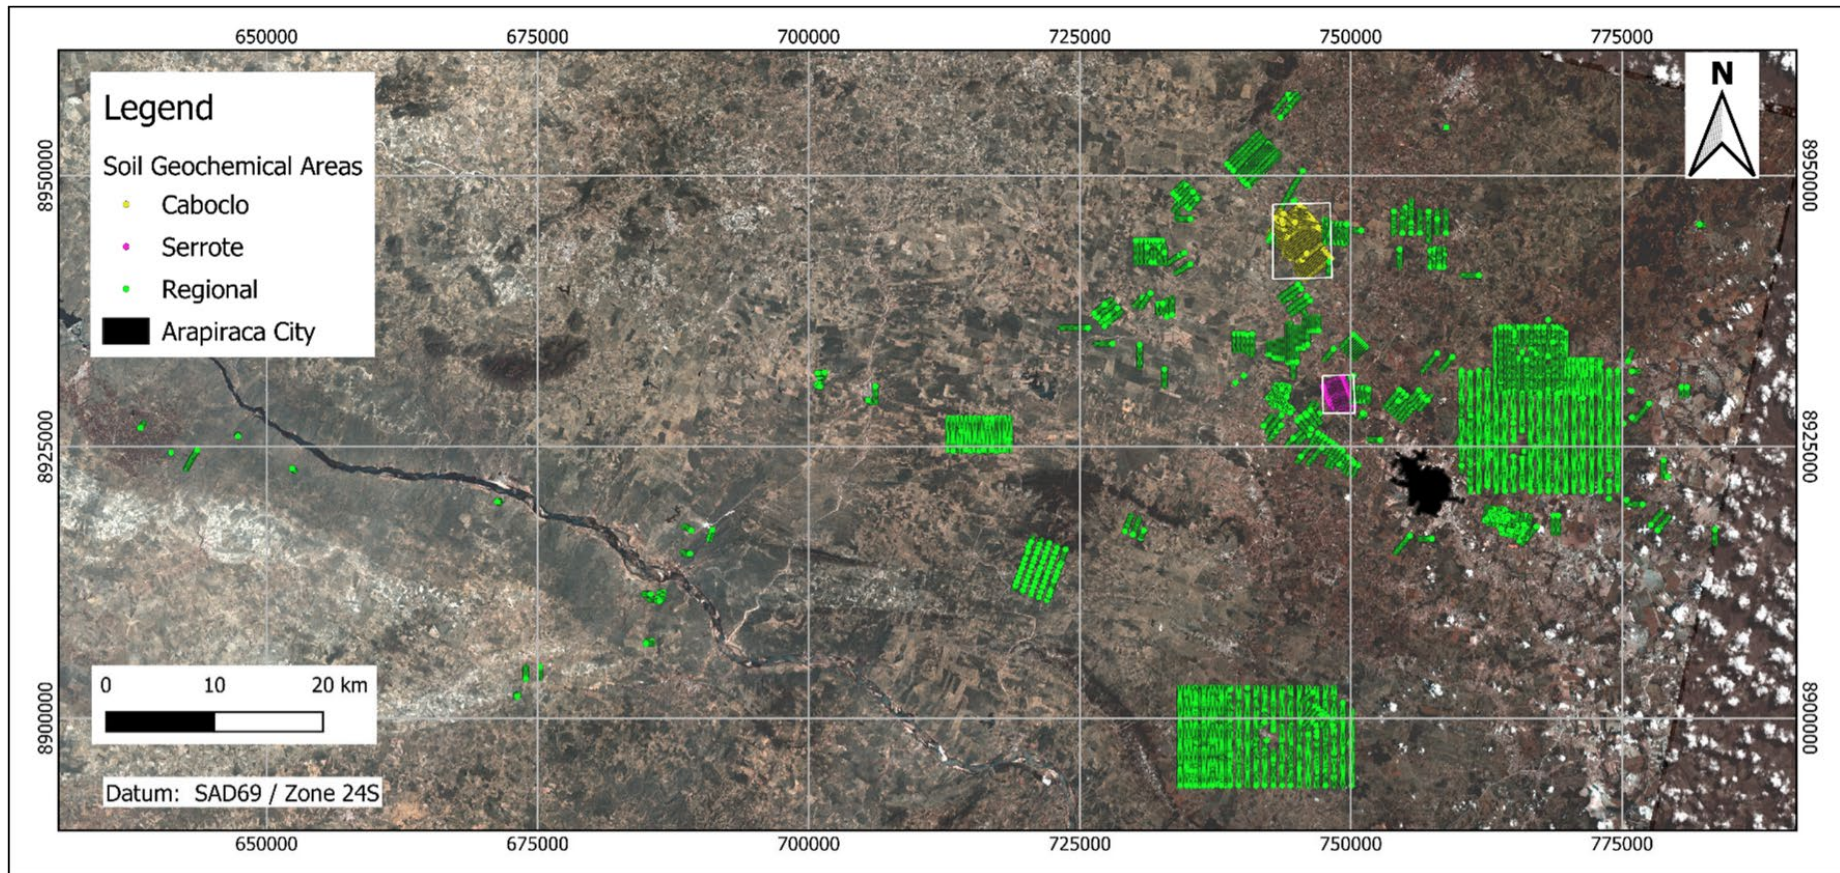 650000 675000 700000 725000 750000 775000
N
Legend
Soil Geochemical Areas
Caboclo
Serrote
Regional
Arapiraca City
8950000 8950000
8925000 8925000
8900000 8900000
0 10 20 km
Datum: SAD69 / Zone 24S
650000 675000 700000 725000 750000 775000